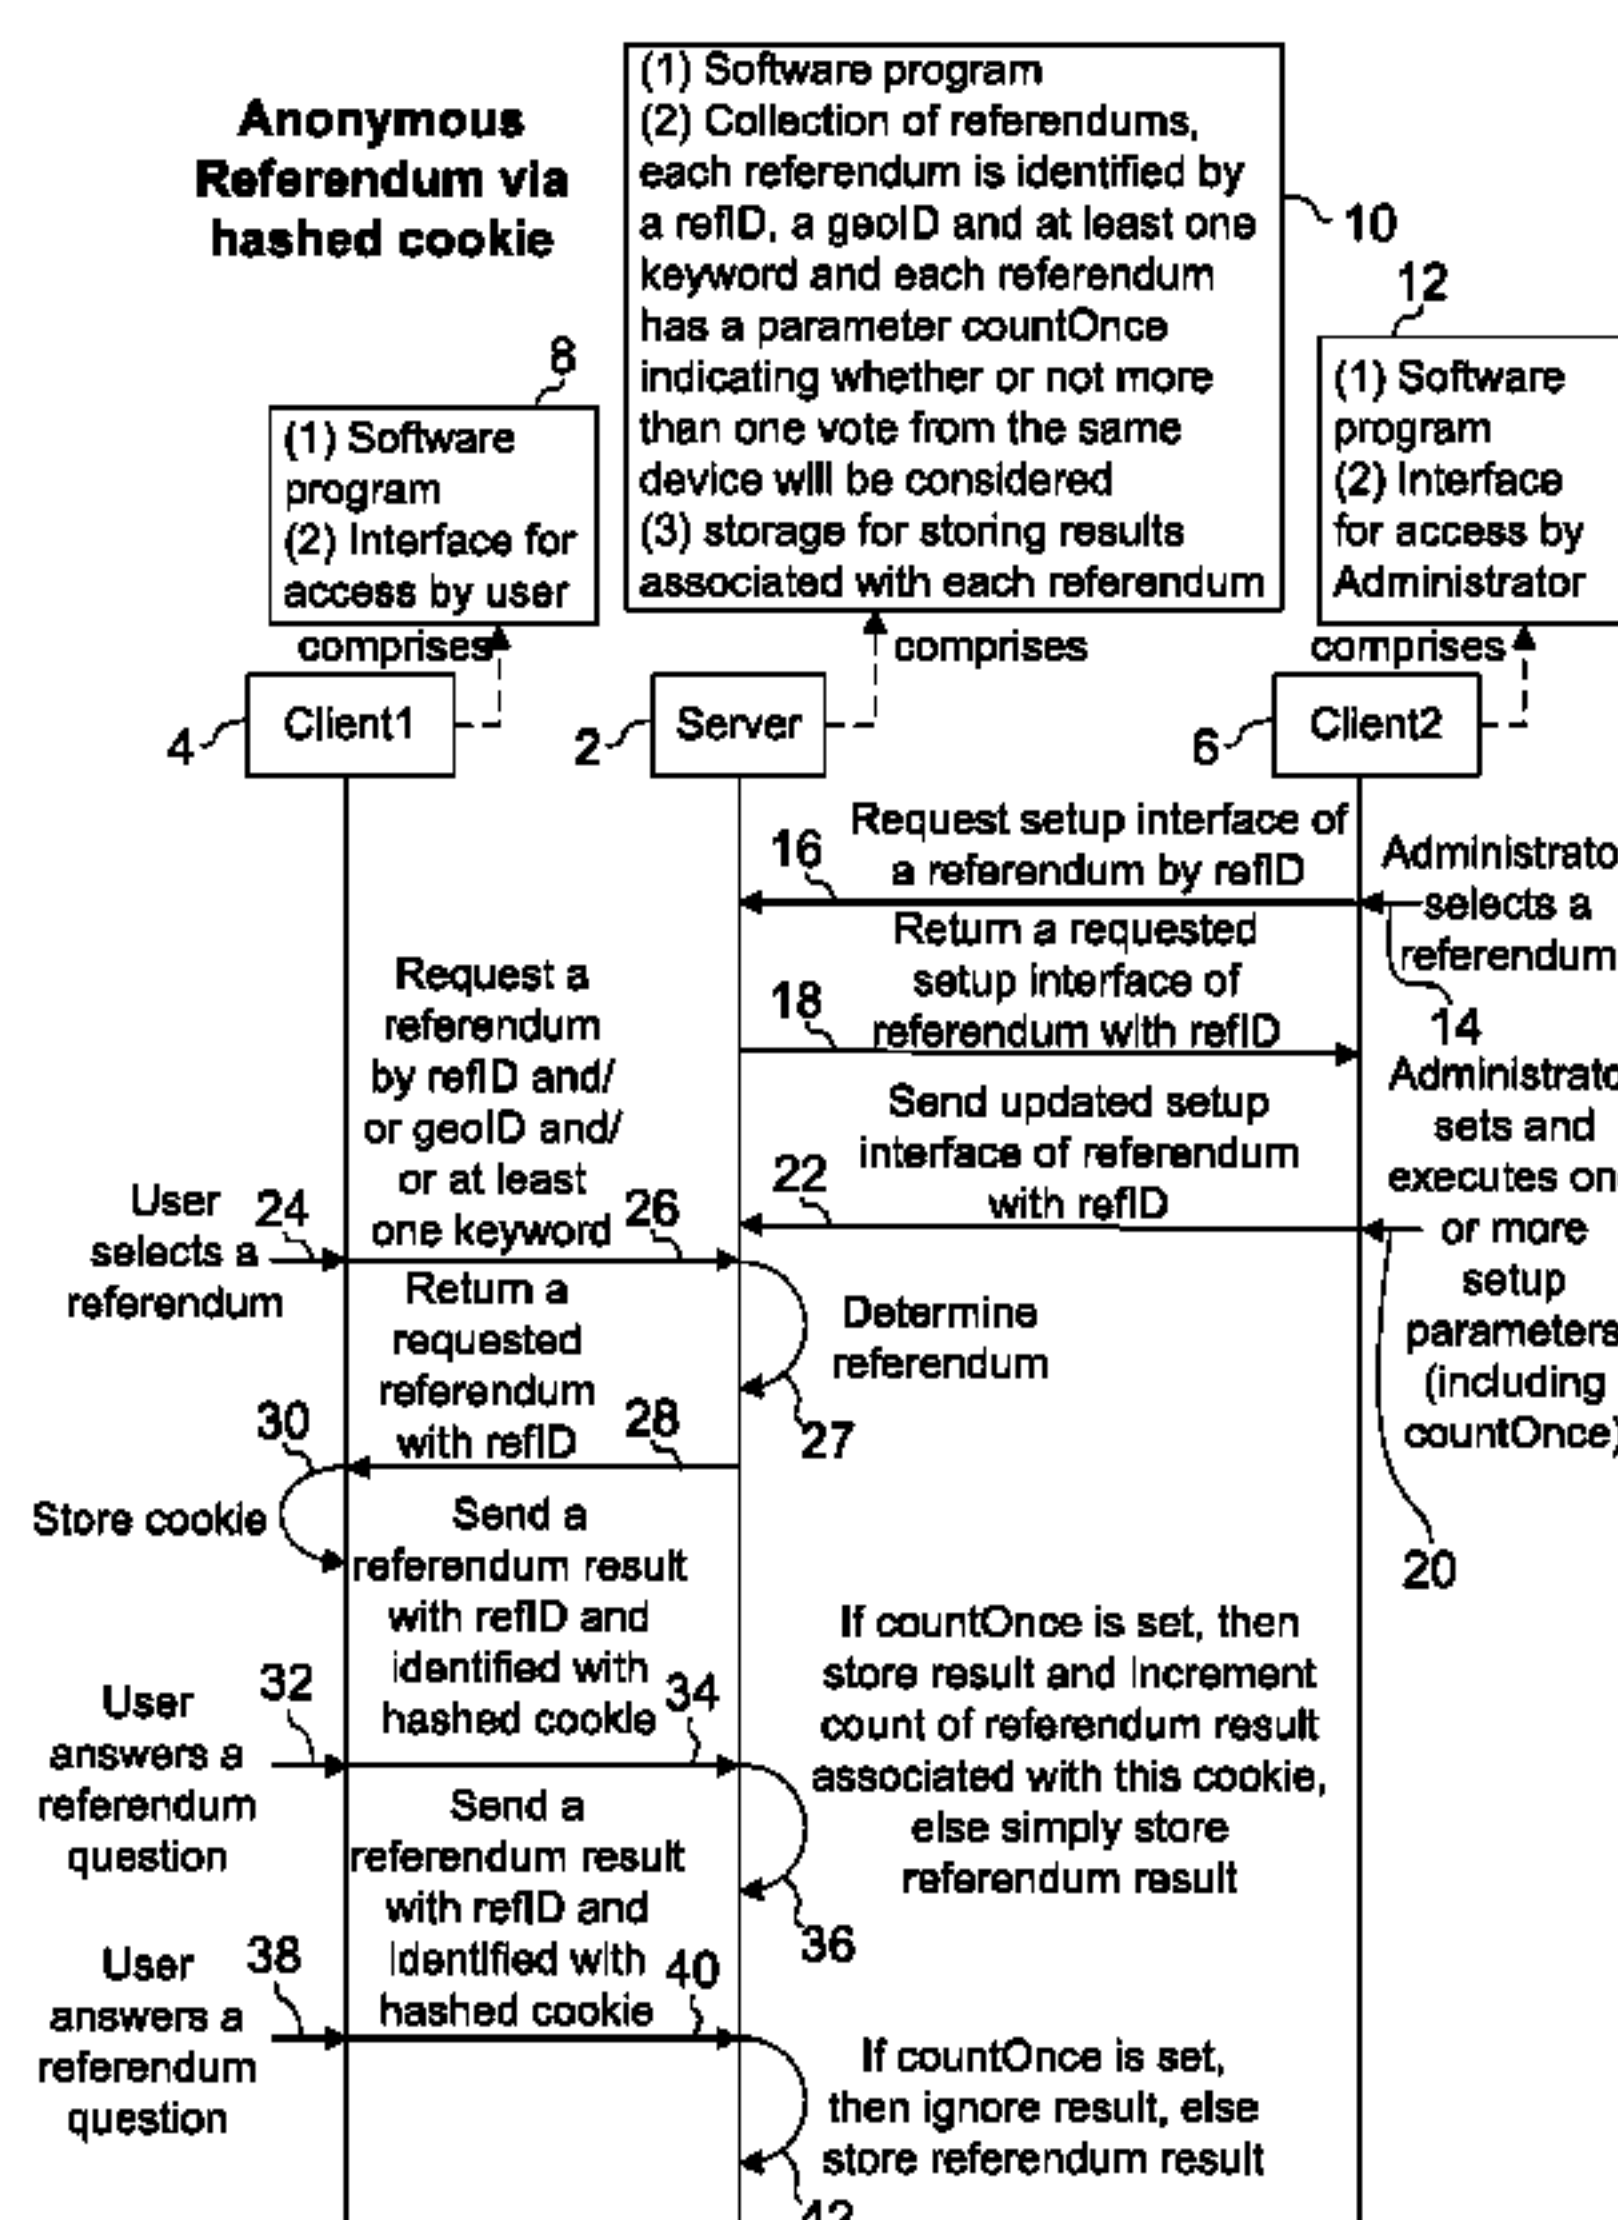 Anonymous
Referendum via
hashed cookie
(1) Software program
(2) Collection of referendums,
each referendum is identified by
a refID, a geoID and at least one
keyword and each referendum
has a parameter countOnce
indicating whether or not more
than one vote from the same
device will be considered
(3) storage for storing results
associated with each referendum
10
12
(1) Software
program
(2) Interface
for access by
Administrator
8
(1) Software
program
(2) Interface for
access by user
comprises
comprises
comprises
4
Client1
2
Server
6
Client2
Request setup interface of
a referendum by refID
16
Administrato
selects a
referendum
14
Return a requested
setup interface of
referendum with refID
18
Send updated setup
interface of referendum
with refID
22
Administrato
sets and
executes on
or more
setup
parameters
(including
countOnce)
20
Request a
referendum
by refID and/
or geoID and/
or at least
one keyword
User
selects a
referendum
24
26
Determine
referendum
27
Return a
requested
referendum
with refID
28
30
Store cookie
Send a
referendum result
with refID and
identified with
hashed cookie
32
34
User
answers a
referendum
question
If countOnce is set, then
store result and increment
count of referendum result
associated with this cookie,
else simply store
referendum result
36
Send a
referendum result
with refID and
identified with
hashed cookie
38
40
User
answers a
referendum
question
If countOnce is set,
then ignore result, else
store referendum result
42